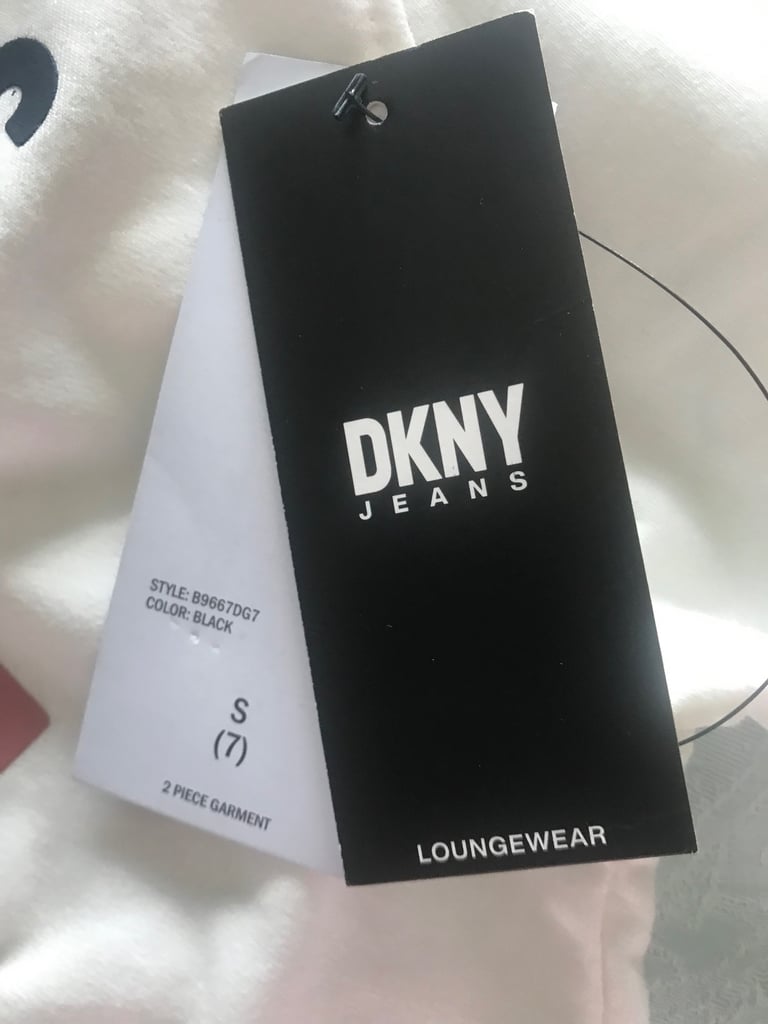 DKNY
JEANS
STYLE: B9667DG7
COLOR: BLACK
S
(7)
2 PIECE GARMENT
LOUNGEWEAR